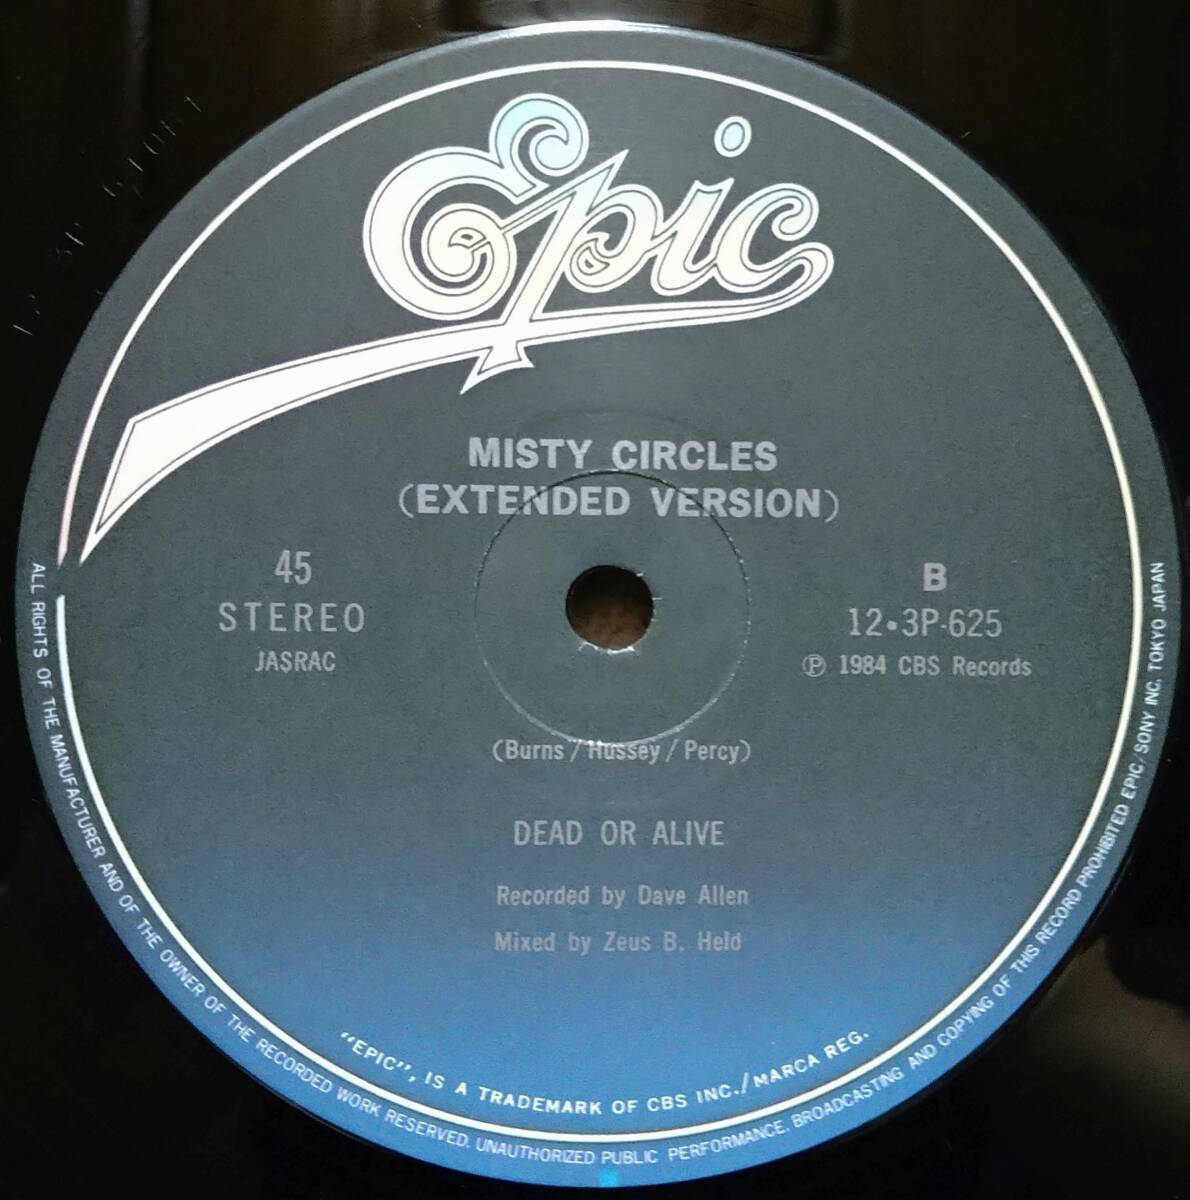 Epic
MISTY CIRCLES
(EXTENDED VERSION)
45
STEREO
JASRAC
B
12•3P-625
Ⓟ 1984 CBS Records
(Burns / Hussey / Percy)
DEAD OR ALIVE
Recorded by Dave Allen
Mixed by Zeus B. Held
"EPIC", IS A TRADEMARK OF CBS INC./MARCA REG.
ALL RIGHTS OF THE MANUFACTURER AND OF THE OWNER OF THE RECORDED WORK RESERVED. UNAUTHORIZED PUBLIC PERFORMANCE, BROADCASTING AND COPYING OF THIS RECORD PROHIBITED EPIC/SONY INC. TOKYO JAPAN